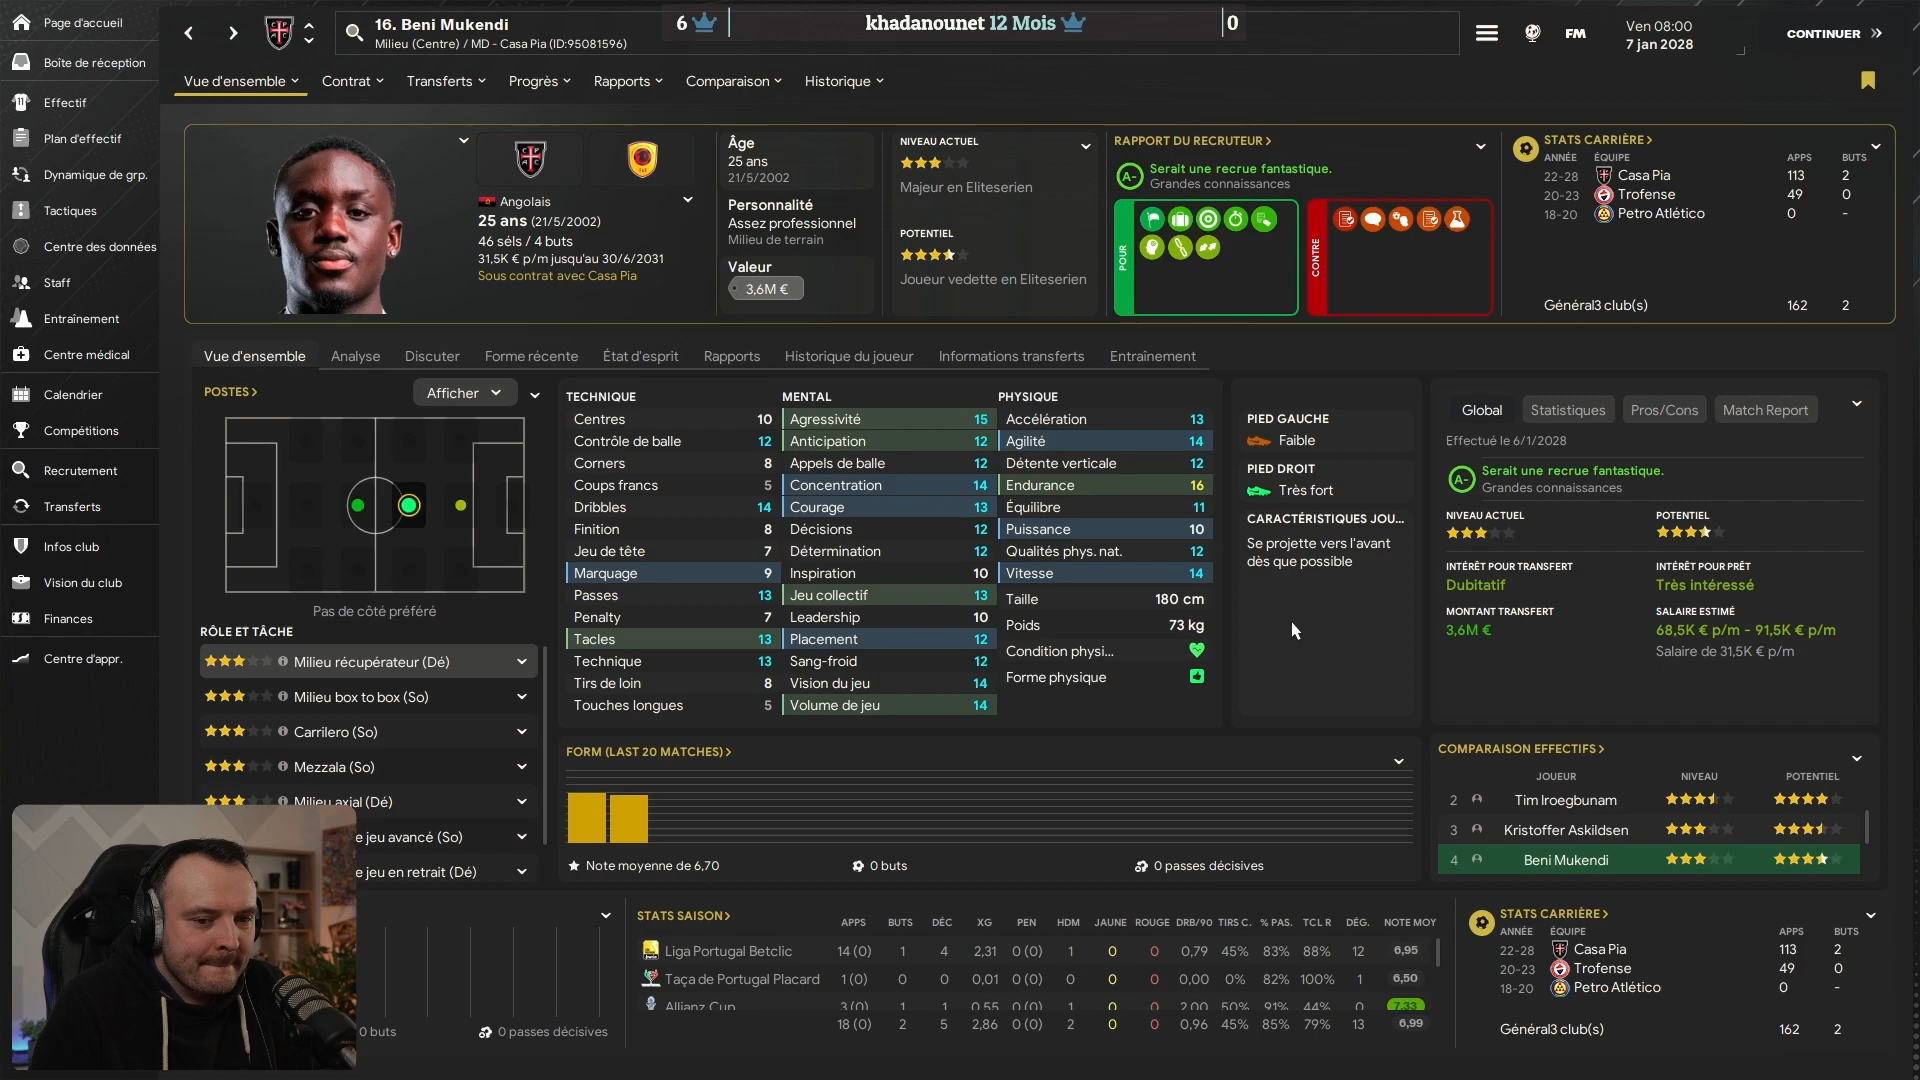 Page d'accueil
Boîte de réception
Effectif
Plan d'effectif
Dynamique de grp.
Tactiques
Centre des données
Staff
Entraînement
Centre médical
Calendrier
Compétitions
Recrutement
Transferts
Infos club
Vision du club
Finances
Centre d'appr.
16. Beni Mukendi
Milieu (Centre) / MD - Casa Pia (ID:95081596)
6 khadanounet 12 Mois 0
FM
Ven 08:00
7 jan 2028
CONTINUER
Vue d'ensemble Contrat Transferts Progrès Rapports Comparaison Historique
Angolais
25 ans (21/5/2002)
46 séls / 4 buts
31,5K € p/m jusqu'au 30/6/2031
Sous contrat avec Casa Pia
Âge
25 ans
21/5/2002
Personnalité
Assez professionnel
Milieu de terrain
Valeur
3,6M €
NIVEAU ACTUEL
Majeur en Eliteserien
POTENTIEL
Joueur vedette en Eliteserien
RAPPORT DU RECRUTEUR >
A- Serait une recrue fantastique.
Grandes connaissances
POUR
CONTRE
STATS CARRIÈRE >
ANNÉE ÉQUIPE APPS BUTS
22-28 Casa Pia 113 2
20-23 Trofense 49 0
18-20 Petro Atlético 0 -
Général3 club(s) 162 2
Vue d'ensemble Analyse Discuter Forme récente État d'esprit Rapports Historique du joueur Informations transferts Entraînement
POSTES >
Afficher
Pas de côté préféré
RÔLE ET TÂCHE
Milieu récupérateur (Dé)
Milieu box to box (So)
Carrilero (So)
Mezzala (So)
Milieu axial (Dé)
e jeu avancé (So)
e jeu en retrait (Dé)
TECHNIQUE
Centres 10
Contrôle de balle 12
Corners 8
Coups francs 5
Dribbles 14
Finition 8
Jeu de tête 7
Marquage 9
Passes 13
Penalty 7
Tacles 13
Technique 13
Tirs de loin 8
Touches longues 5
MENTAL
Agressivité 15
Anticipation 12
Appels de balle 12
Concentration 14
Courage 13
Décisions 12
Détermination 12
Inspiration 10
Jeu collectif 13
Leadership 10
Placement 12
Sang-froid 12
Vision du jeu 14
Volume de jeu 14
PHYSIQUE
Accélération 13
Agilité 14
Détente verticale 12
Endurance 16
Équilibre 11
Puissance 10
Qualités phys. nat. 12
Vitesse 14
Taille 180 cm
Poids 73 kg
Condition physi...
Forme physique
PIED GAUCHE
Faible
PIED DROIT
Très fort
CARACTÉRISTIQUES JOU...
Se projette vers l'avant
dès que possible
Global Statistiques Pros/Cons Match Report
Effectué le 6/1/2028
A- Serait une recrue fantastique.
Grandes connaissances
NIVEAU ACTUEL POTENTIEL
INTÉRÊT POUR TRANSFERT INTÉRÊT POUR PRÊT
Dubitatif Très intéressé
MONTANT TRANSFERT SALAIRE ESTIMÉ
3,6M € 68,5K € p/m - 91,5K € p/m
Salaire de 31,5K € p/m
FORM (LAST 20 MATCHES) >
Note moyenne de 6,70 0 buts 0 passes décisives
COMPARAISON EFFECTIFS >
JOUEUR NIVEAU POTENTIEL
2 Tim Iroegbunam
3 Kristoffer Askildsen
4 Beni Mukendi
0 buts 0 passes décisives
STATS SAISON >
APPS BUTS DÉC XG PEN HDM JAUNE ROUGE DRB/90 TIRS C. % PAS. TCL R DÉG. NOTE MOY
Liga Portugal Betclic 14 (0) 1 4 2,31 0 (0) 1 0 0 0,79 45% 83% 88% 12 6,95
Taça de Portugal Placard 1 (0) 0 0 0,01 0 (0) 0 0 0 0,00 0% 82% 100% 1 6,50
Allianz Cup 3 (0) 1 1 0,55 0 (0) 1 0 0 2,00 50% 91% 44% 0 7,33
18 (0) 2 5 2,86 0 (0) 2 0 0 0,96 45% 85% 79% 13 6,99
STATS CARRIÈRE >
ANNÉE ÉQUIPE APPS BUTS
22-28 Casa Pia 113 2
20-23 Trofense 49 0
18-20 Petro Atlético 0 -
Général3 club(s) 162 2